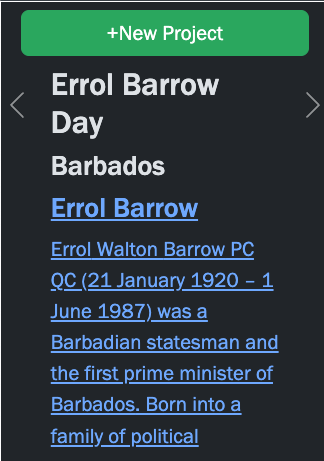 +New Project
Errol Barrow
Day
Barbados
Errol Barrow
Errol Walton Barrow PC
QC (21 January 1920 – 1
June 1987) was a
Barbadian statesman and
the first prime minister of
Barbados. Born into a
family of political